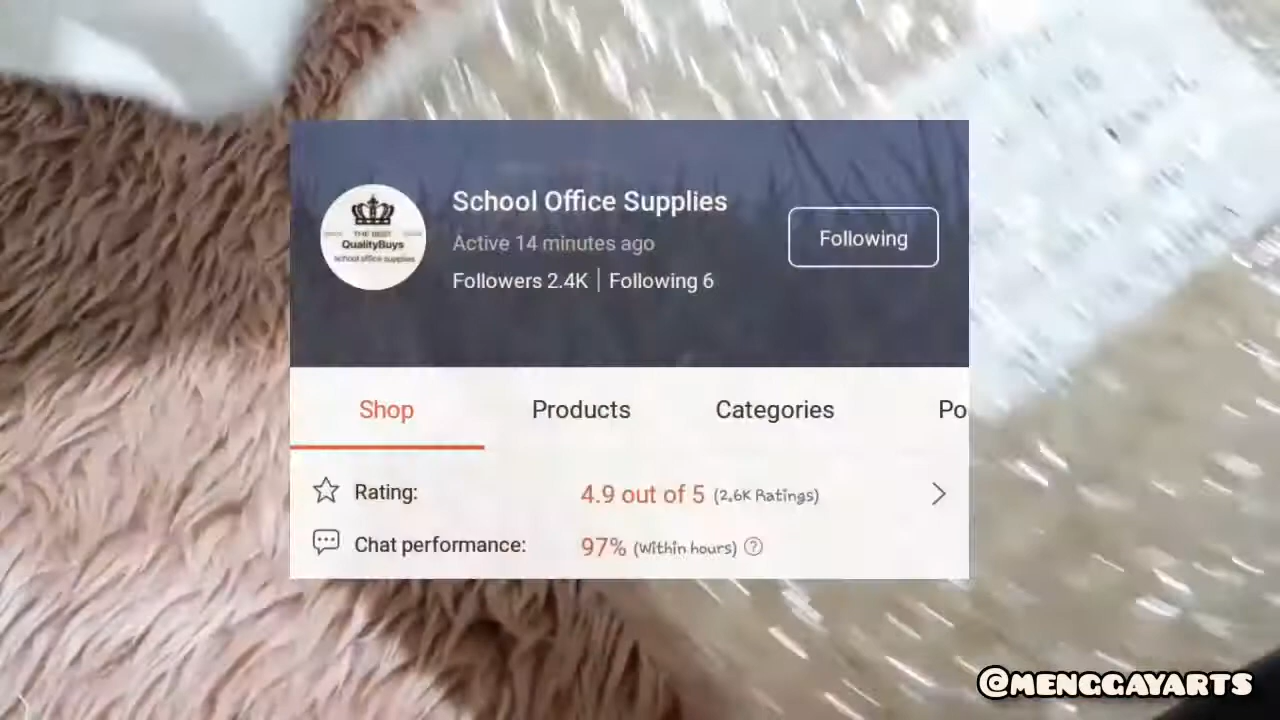 School Office Supplies
Active 14 minutes ago
Followers 2.4K | Following 6
Following
THE BEST
QualityBuys
school office supplies
Shop Products Categories Po
Rating: 4.9 out of 5 (2.6K Ratings)
Chat performance: 97% (Within hours)
@MENGGAYARTS